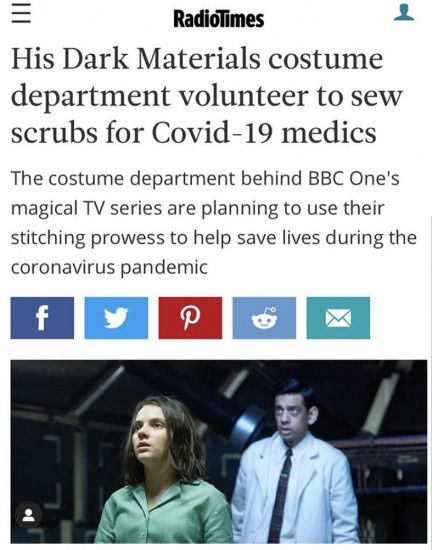 RadioTimes
His Dark Materials costume
department volunteer to sew
scrubs for Covid-19 medics
The costume department behind BBC One's
magical TV series are planning to use their
stitching prowess to help save lives during the
coronavirus pandemic